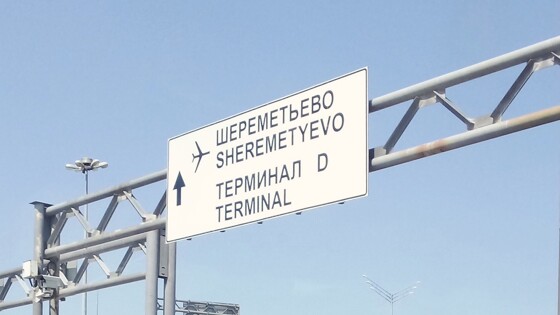 ШЕРЕМЕТЬЕВО
SHEREMETYEVO
ТЕРМИНАЛ D
TERMINAL